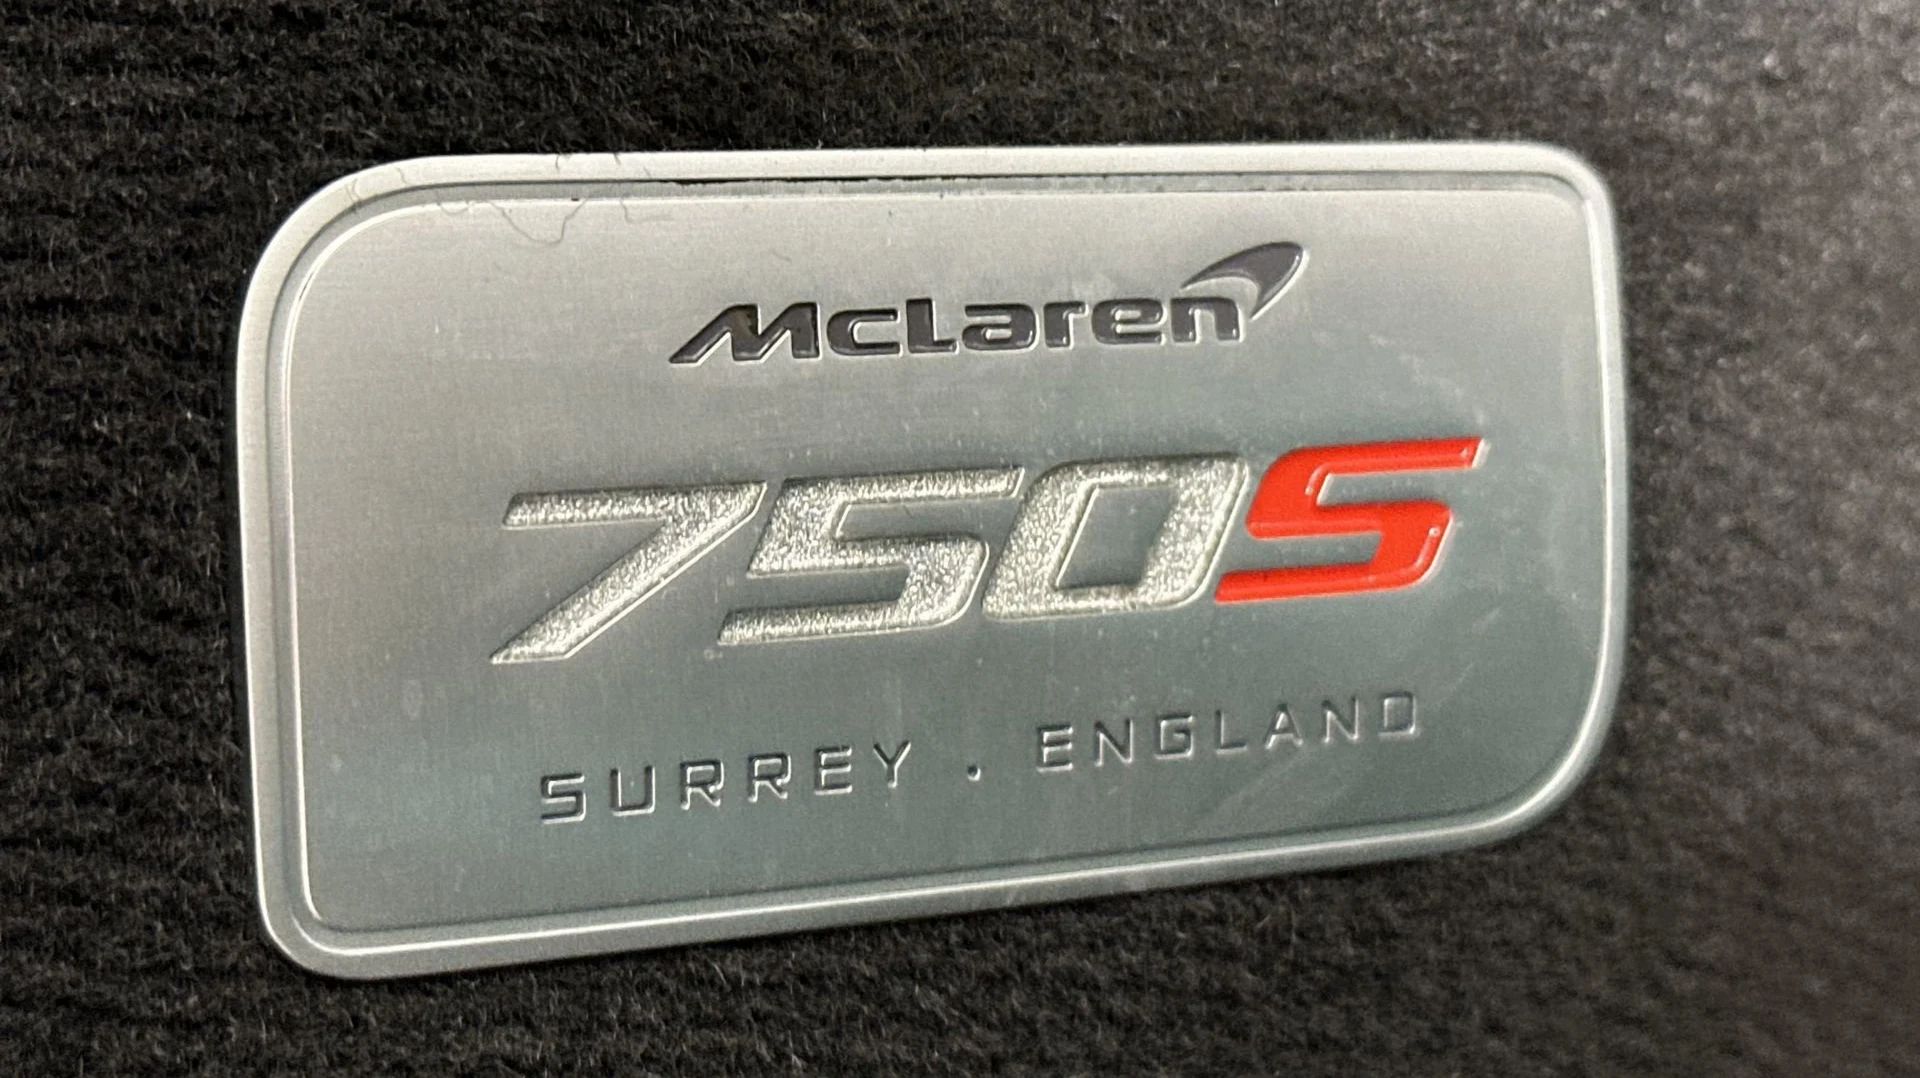 McLaren
750S
SURREY . ENGLAND